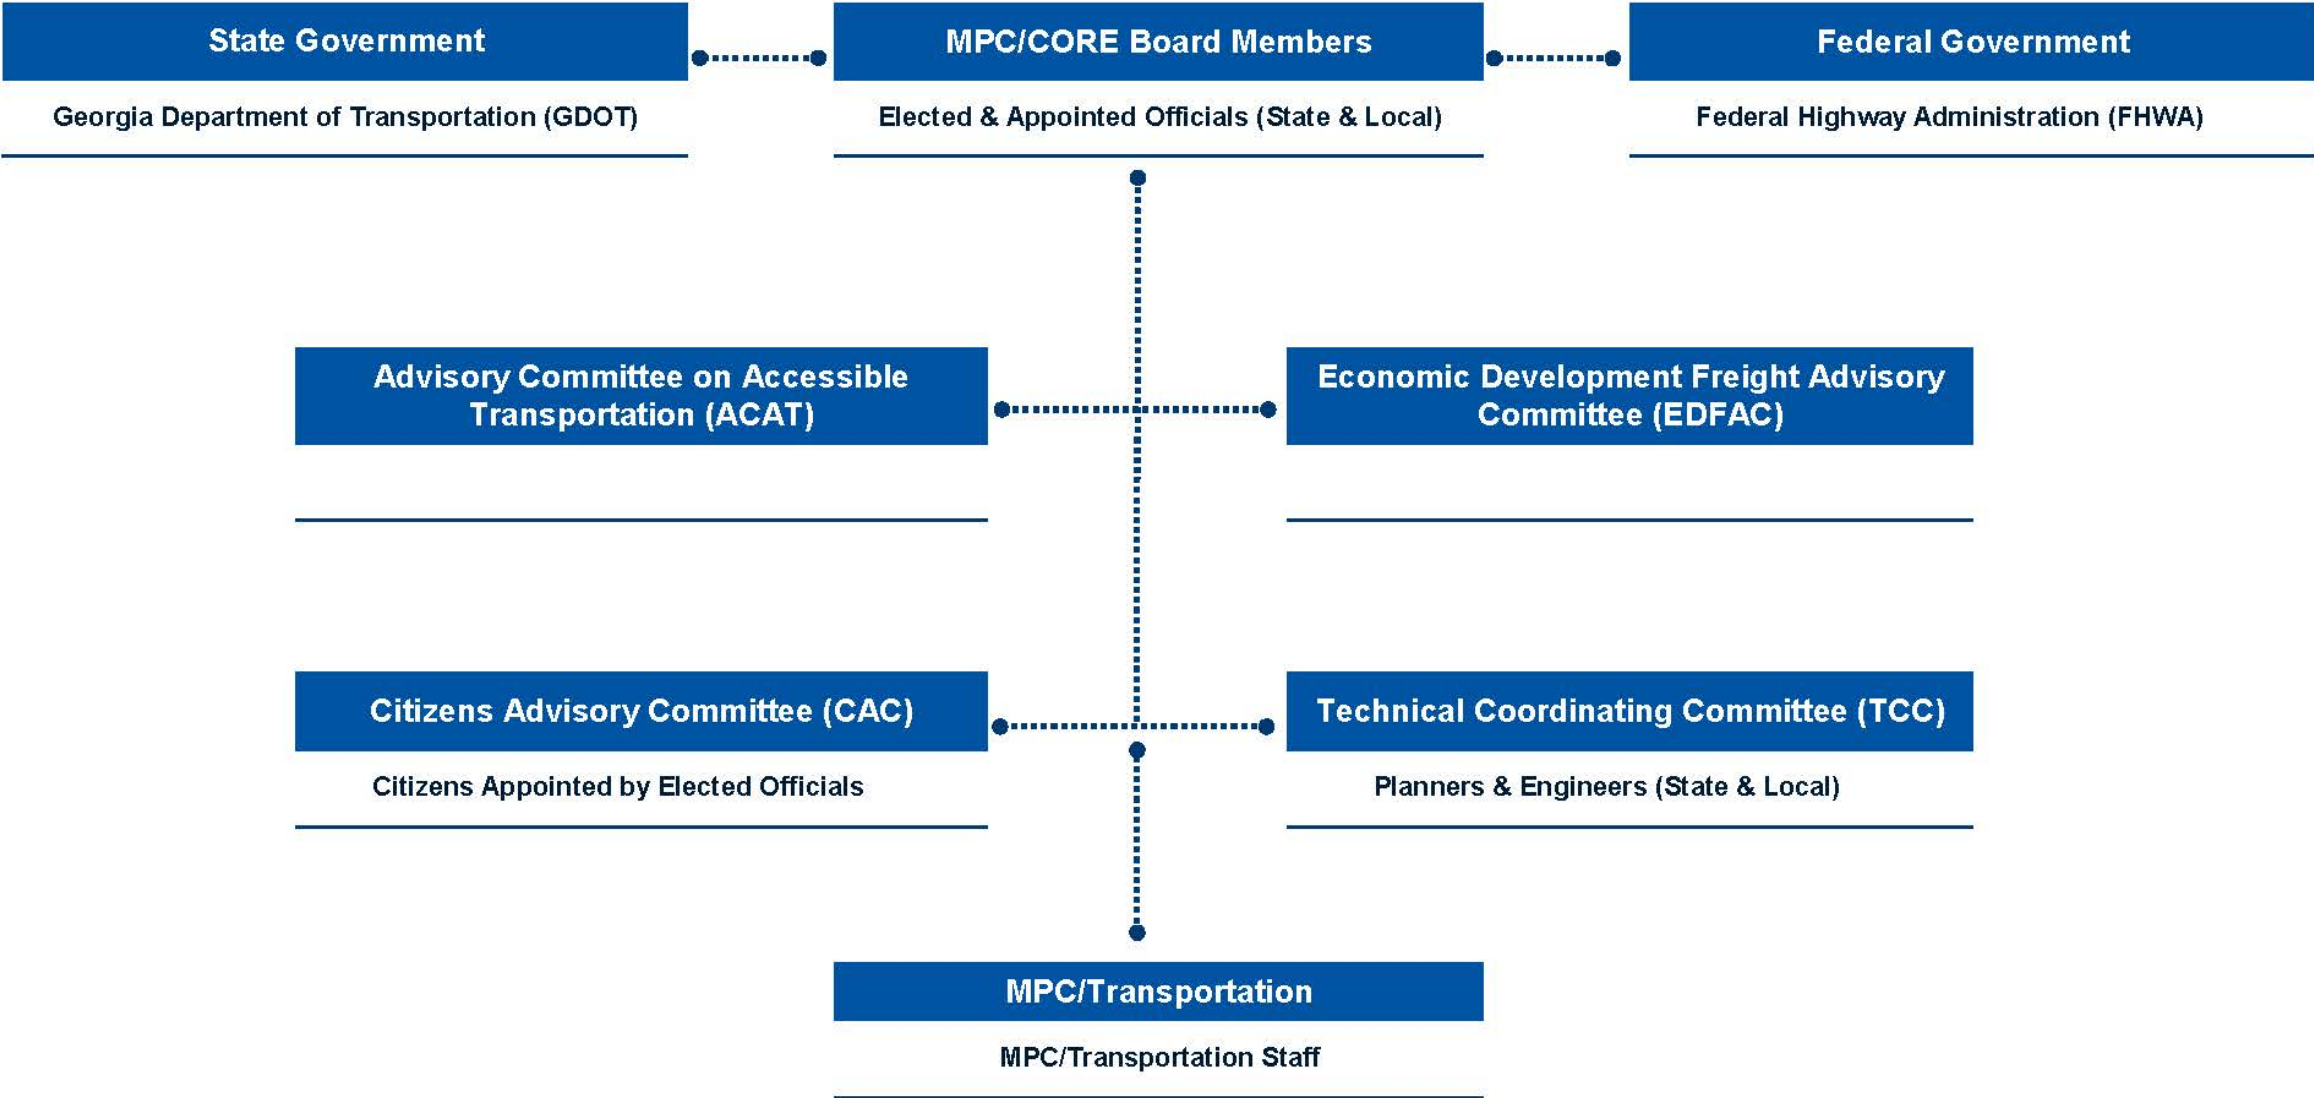 State Government
MPC/CORE Board Members
Federal Government
Georgia Department of Transportation (GDOT)
Elected & Appointed Officials (State & Local)
Federal Highway Administration (FHWA)
Advisory Committee on Accessible
Transportation (ACAT)
Economic Development Freight Advisory
Committee (EDFAC)
Citizens Advisory Committee (CAC)
Technical Coordinating Committee (TCC)
Citizens Appointed by Elected Officials
Planners & Engineers (State & Local)
MPC/Transportation
MPC/Transportation Staff